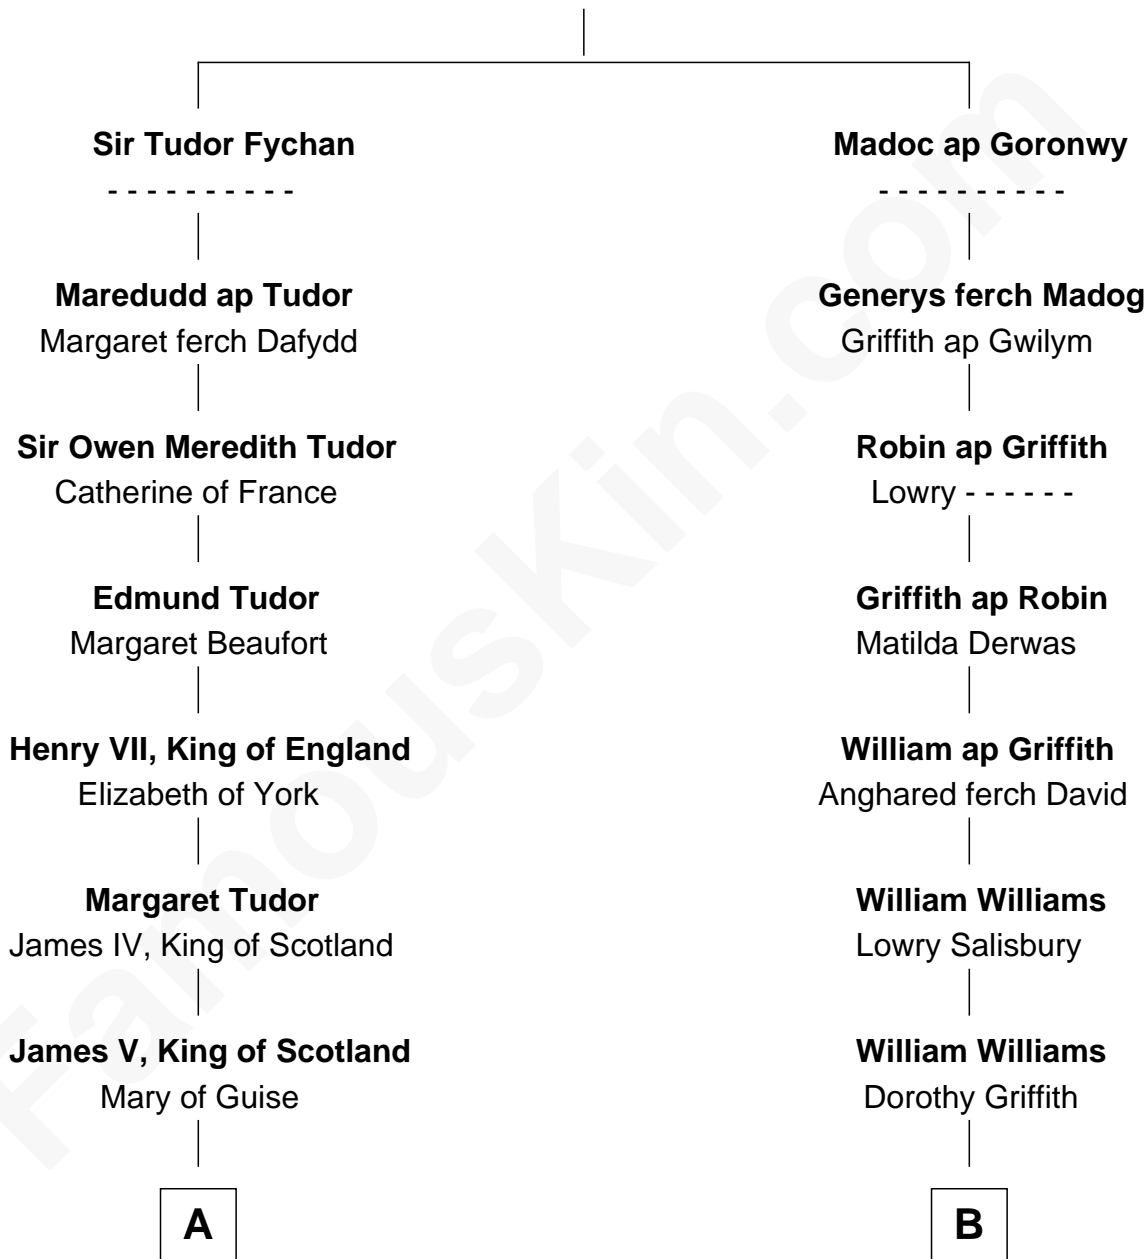 Sir Tudor Fychan
- - - - - - - - - -
Maredudd ap Tudor
Margaret ferch Dafydd
Sir Owen Meredith Tudor
Catherine of France
Edmund Tudor
Margaret Beaufort
Henry VII, King of England
Elizabeth of York
Margaret Tudor
James IV, King of Scotland
James V, King of Scotland
Mary of Guise
A
Madoc ap Goronwy
- - - - - - - - - -
Generys ferch Madog
Griffith ap Gwilym
Robin ap Griffith
Lowry - - - - - -
Griffith ap Robin
Matilda Derwas
William ap Griffith
Anghared ferch David
William Williams
Lowry Salisbury
William Williams
Dorothy Griffith
B
FamousKin.com